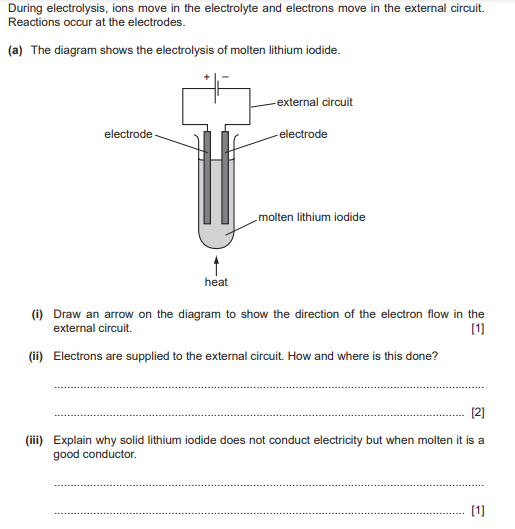 During electrolysis, ions move in the electrolyte and electrons move in the external circuit.
Reactions occur at the electrodes.
(a) The diagram shows the electrolysis of molten lithium iodide.
+ –
external circuit
electrode
electrode
molten lithium iodide
heat
(i) Draw an arrow on the diagram to show the direction of the electron flow in the
external circuit. [1]
(ii) Electrons are supplied to the external circuit. How and where is this done?
[2]
(iii) Explain why solid lithium iodide does not conduct electricity but when molten it is a
good conductor.
[1]